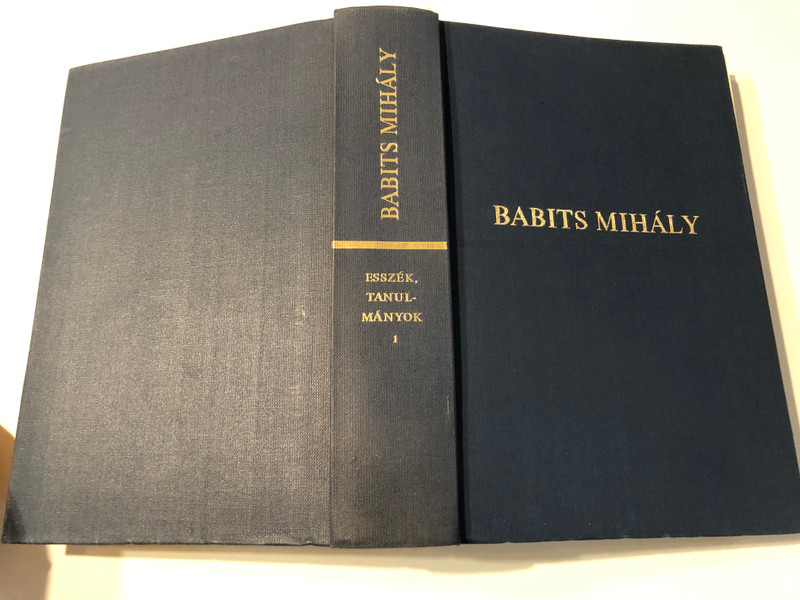 BABITS MIHÁLY
ESSZÉK,
TANUL-
MÁNYOK
1
BABITS MIHÁLY